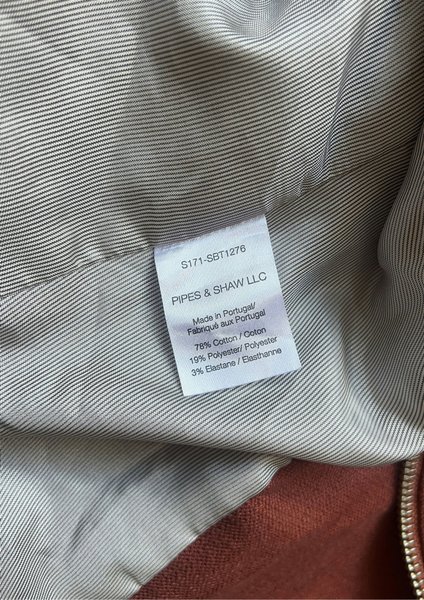 S171-SBT1276
PIPES & SHAW LLC
Made in Portugal/
Fabriqué aux Portugal
78% Cotton / Coton
19% Polyester/ Polyester
3% Elastane / Elasthanne